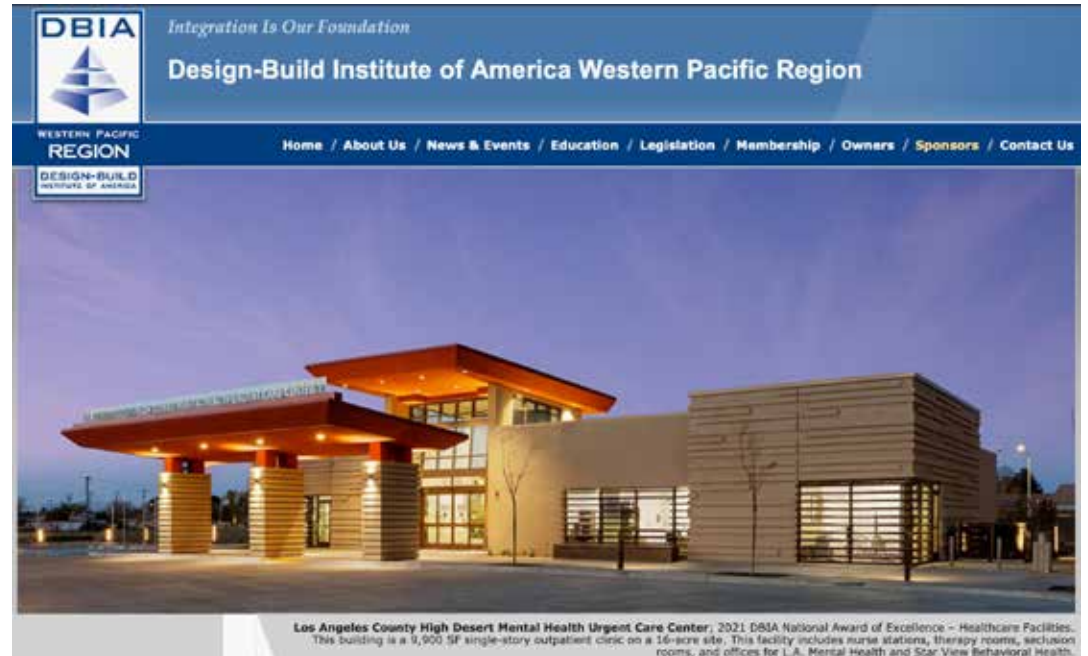 DBIA
WESTERN PACIFIC
REGION
DESIGN-BUILD
INSTITUTE OF AMERICA
Integration Is Our Foundation
Design-Build Institute of America Western Pacific Region
Home / About Us / News & Events / Education / Legislation / Membership / Owners / Sponsors / Contact Us
Los Angeles County High Desert Mental Health Urgent Care Center; 2021 DBIA National Award of Excellence – Healthcare Facilities.
This building is a 9,900 SF single-story outpatient clinic on a 16-acre site. This facility includes nurse stations, therapy rooms, seclusion
rooms, and offices for L.A. Mental Health and Star View Behavioral Health.